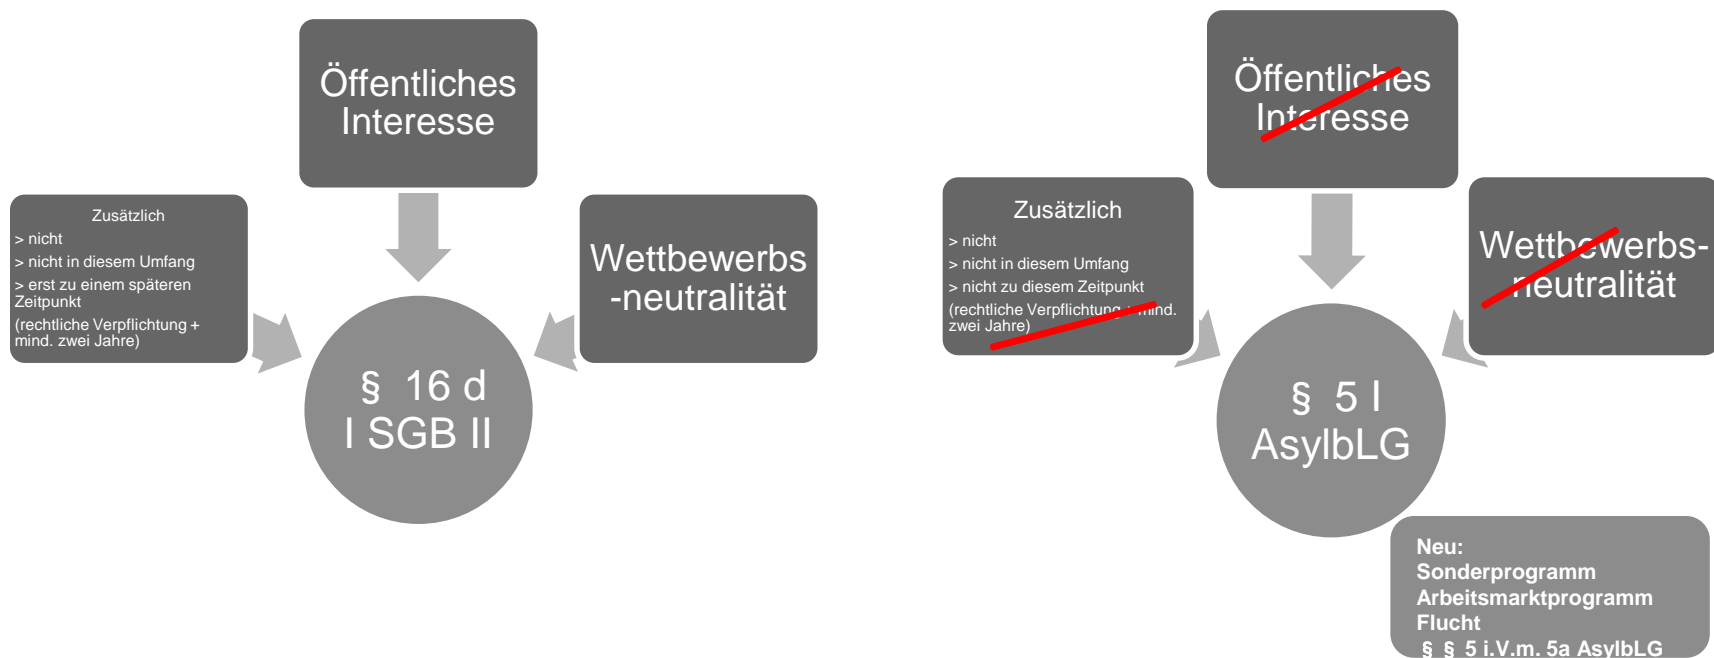 Öffentliches
Interesse
Zusätzlich
> nicht
> nicht in diesem Umfang
> erst zu einem späteren
Zeitpunkt
(rechtliche Verpflichtung +
mind. zwei Jahre)
Wettbewerbs
-neutralität
§ 16 d
I SGB II
Öffentliches
Interesse
Zusätzlich
> nicht
> nicht in diesem Umfang
> nicht zu diesem Zeitpunkt
(rechtliche Verpflichtung + mind.
zwei Jahre)
Wettbewerbs-
neutralität
§ 5 I
AsylbLG
Neu:
Sonderprogramm
Arbeitsmarktprogramm
Flucht
§ § 5 i.V.m. 5a AsylbLG